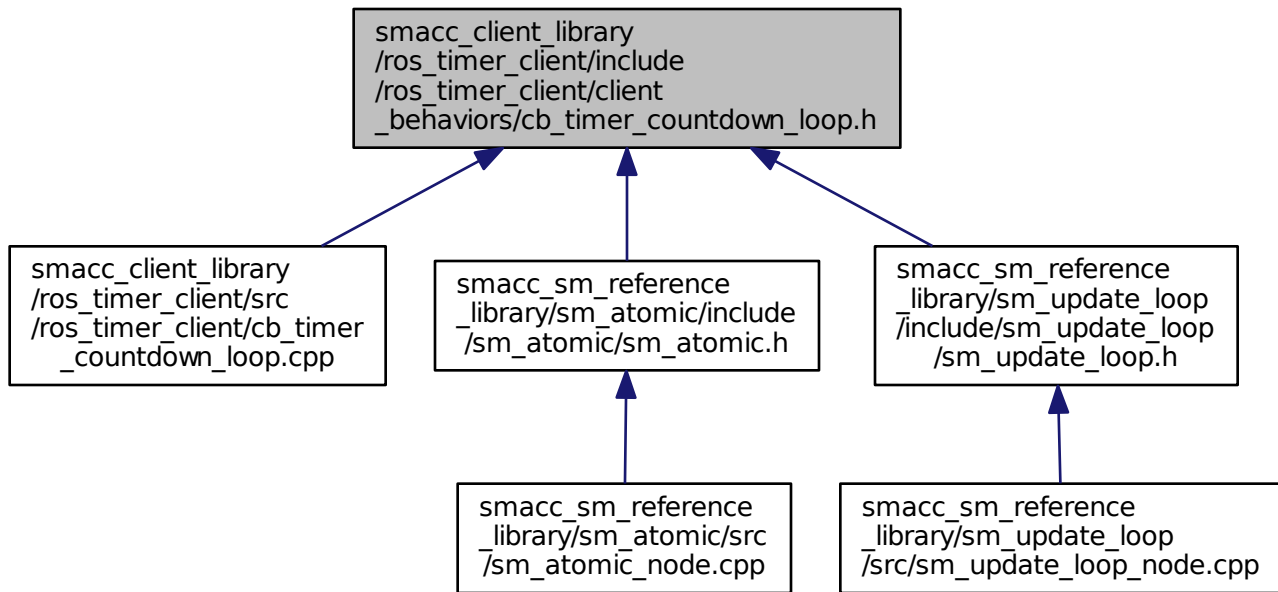 smacc_client_library
/ros_timer_client/include
/ros_timer_client/client
_behaviors/cb_timer_countdown_loop.h
smacc_client_library
/ros_timer_client/src
/ros_timer_client/cb_timer
_countdown_loop.cpp
smacc_sm_reference
_library/sm_atomic/include
/sm_atomic/sm_atomic.h
smacc_sm_reference
_library/sm_update_loop
/include/sm_update_loop
/sm_update_loop.h
smacc_sm_reference
_library/sm_atomic/src
/sm_atomic_node.cpp
smacc_sm_reference
_library/sm_update_loop
/src/sm_update_loop_node.cpp